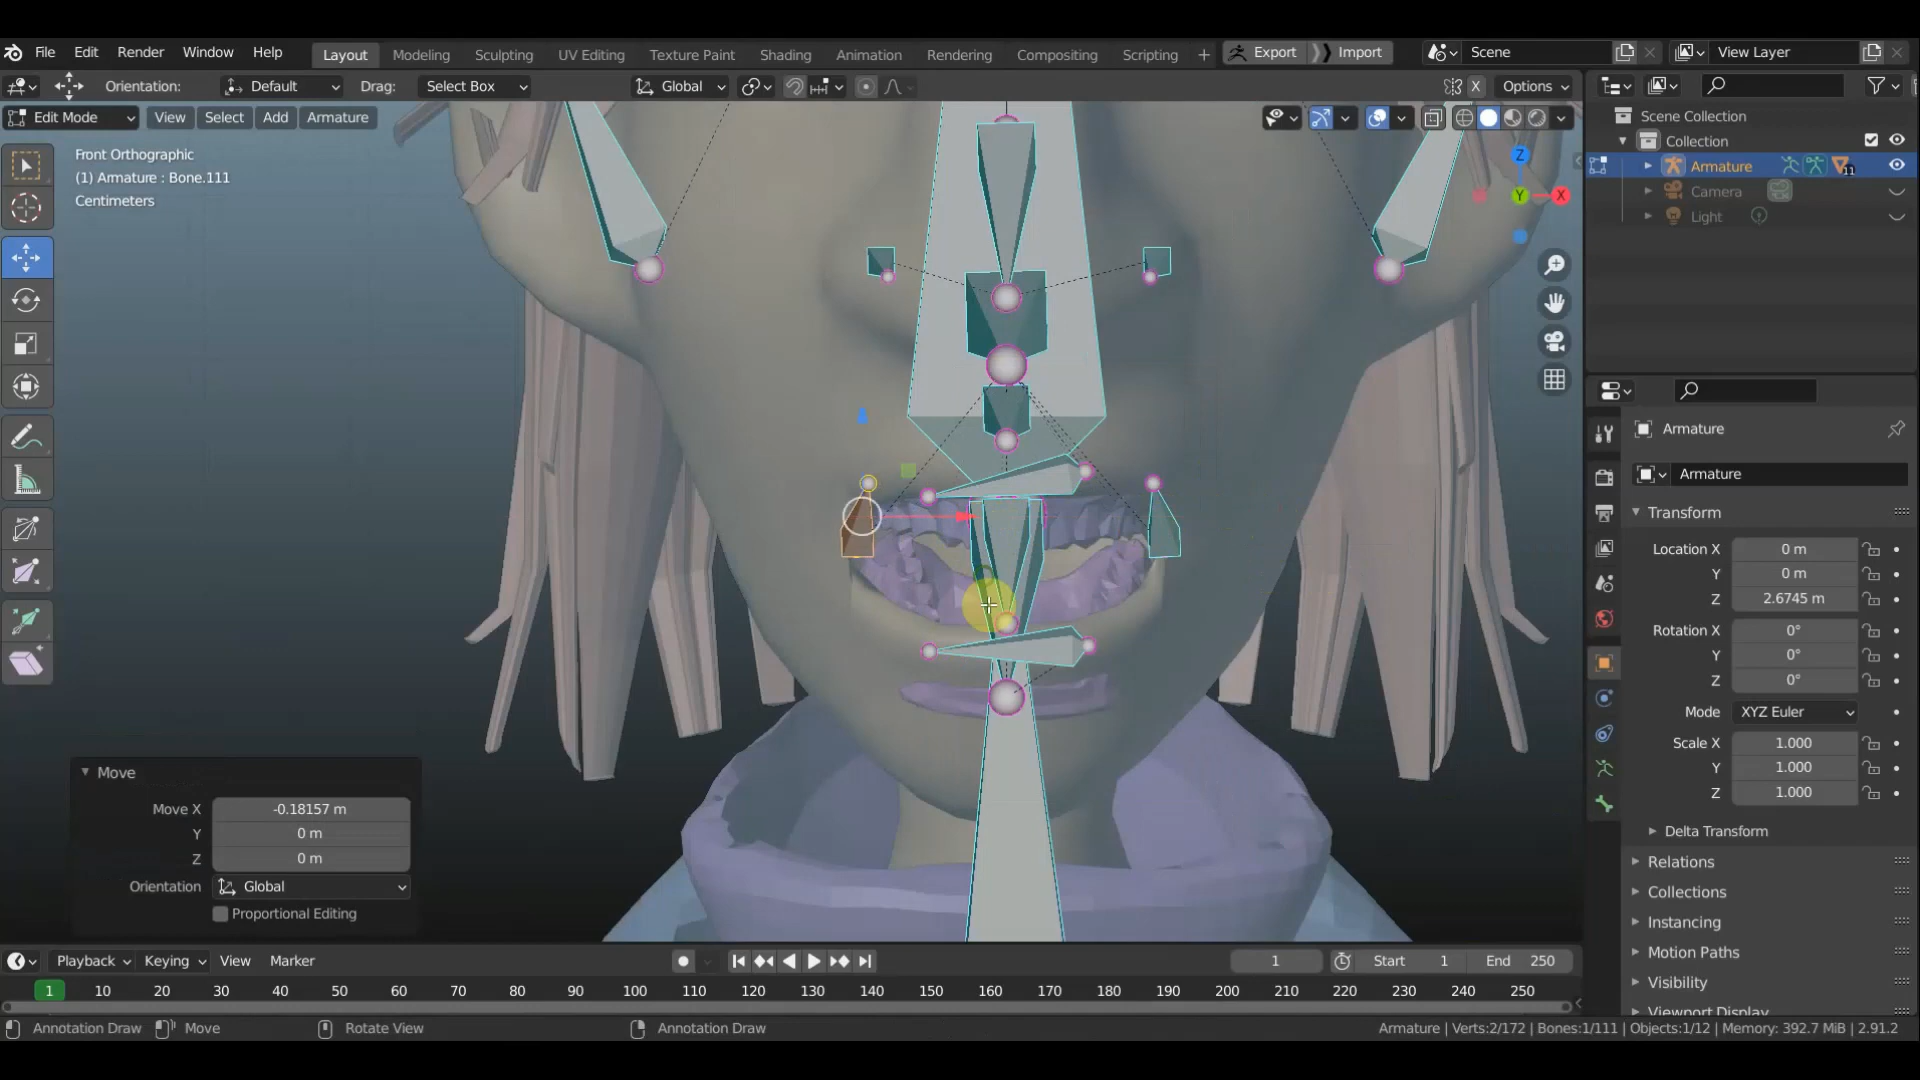 File Edit Render Window Help Layout Modeling Sculpting UV Editing Texture Paint Shading Animation Rendering Compositing Scripting + Export Import Scene View Layer
Orientation: Default Drag: Select Box Global X Options
Edit Mode View Select Add Armature
Front Orthographic
(1) Armature : Bone.111
Centimeters
Z
Y
X
Scene Collection
Collection
Armature 11
Camera
Light
Armature
Armature
Transform
Location X 0 m
Y 0 m
Z 2.6745 m
Rotation X 0°
Y 0°
Z 0°
Mode XYZ Euler
Scale X 1.000
Y 1.000
Z 1.000
Delta Transform
Relations
Collections
Instancing
Motion Paths
Visibility
Viewport Display
Move
Move X -0.18157 m
Y 0 m
Z 0 m
Orientation Global
Proportional Editing
Playback Keying View Marker 1 Start 1 End 250
1 10 20 30 40 50 60 70 80 90 100 110 120 130 140 150 160 170 180 190 200 210 220 230 240 250
Annotation Draw Move Rotate View Annotation Draw Armature | Verts:2/172 | Bones:1/111 | Objects:1/12 | Memory: 392.7 MiB | 2.91.2